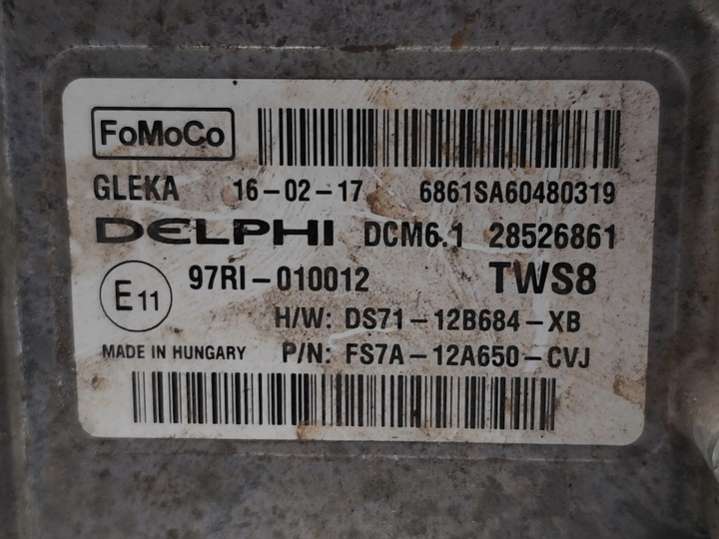 FoMoCo
GLEKA 16-02-17 6861SA60480319
DELPHI DCM6.1 28526861
E11 97RI-010012 TWS8
H/W: DS71-12B684-XB
MADE IN HUNGARY P/N: FS7A-12A650-CVJ